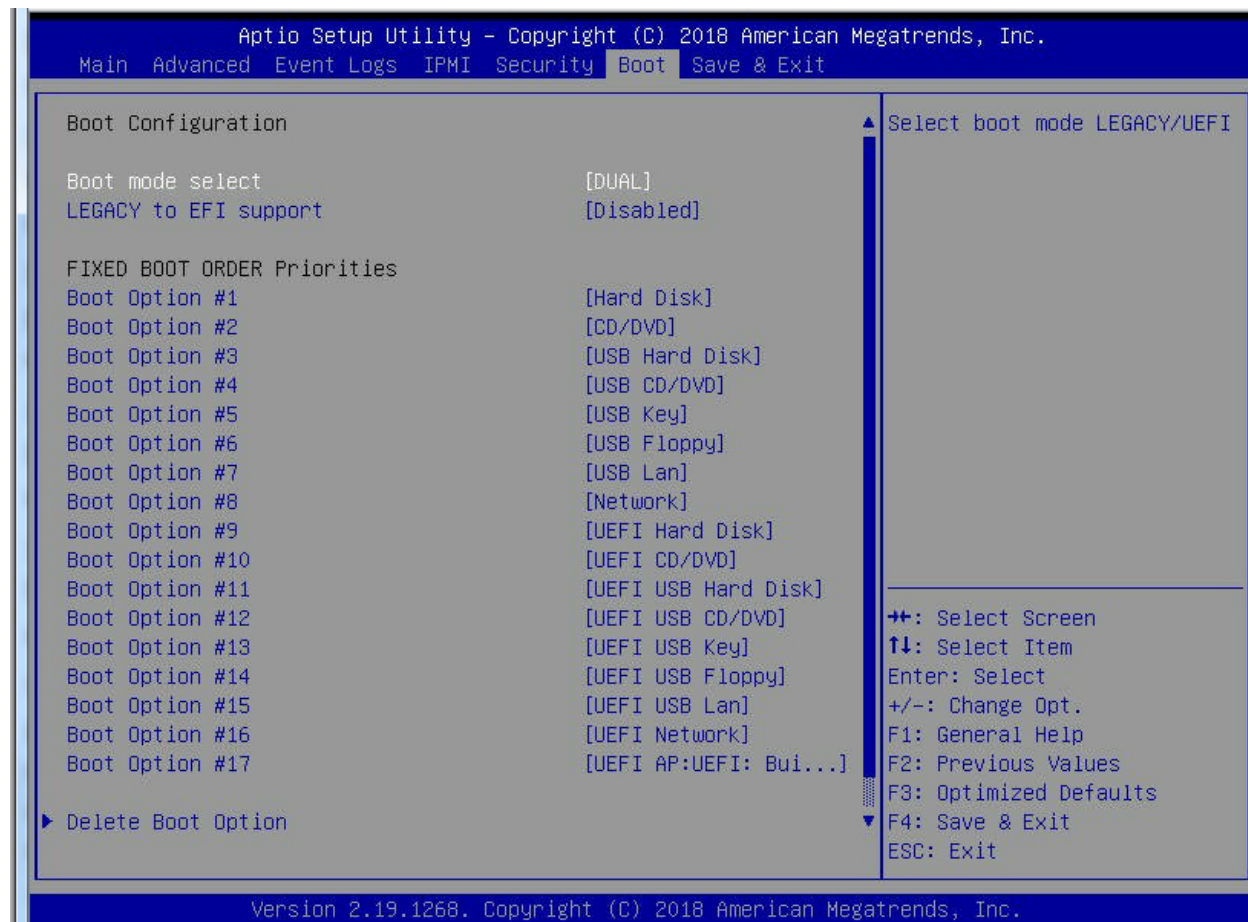 Aptio Setup Utility – Copyright (C) 2018 American Megatrends, Inc.
Main Advanced Event Logs IPMI Security Boot Save & Exit
Boot Configuration
Boot mode select [DUAL]
LEGACY to EFI support [Disabled]
FIXED BOOT ORDER Priorities
Boot Option #1 [Hard Disk]
Boot Option #2 [CD/DVD]
Boot Option #3 [USB Hard Disk]
Boot Option #4 [USB CD/DVD]
Boot Option #5 [USB Key]
Boot Option #6 [USB Floppy]
Boot Option #7 [USB Lan]
Boot Option #8 [Network]
Boot Option #9 [UEFI Hard Disk]
Boot Option #10 [UEFI CD/DVD]
Boot Option #11 [UEFI USB Hard Disk]
Boot Option #12 [UEFI USB CD/DVD]
Boot Option #13 [UEFI USB Key]
Boot Option #14 [UEFI USB Floppy]
Boot Option #15 [UEFI USB Lan]
Boot Option #16 [UEFI Network]
Boot Option #17 [UEFI AP:UEFI: Bui...]
▶ Delete Boot Option
Select boot mode LEGACY/UEFI
→←: Select Screen
↑↓: Select Item
Enter: Select
+/-: Change Opt.
F1: General Help
F2: Previous Values
F3: Optimized Defaults
F4: Save & Exit
ESC: Exit
Version 2.19.1268. Copyright (C) 2018 American Megatrends, Inc.